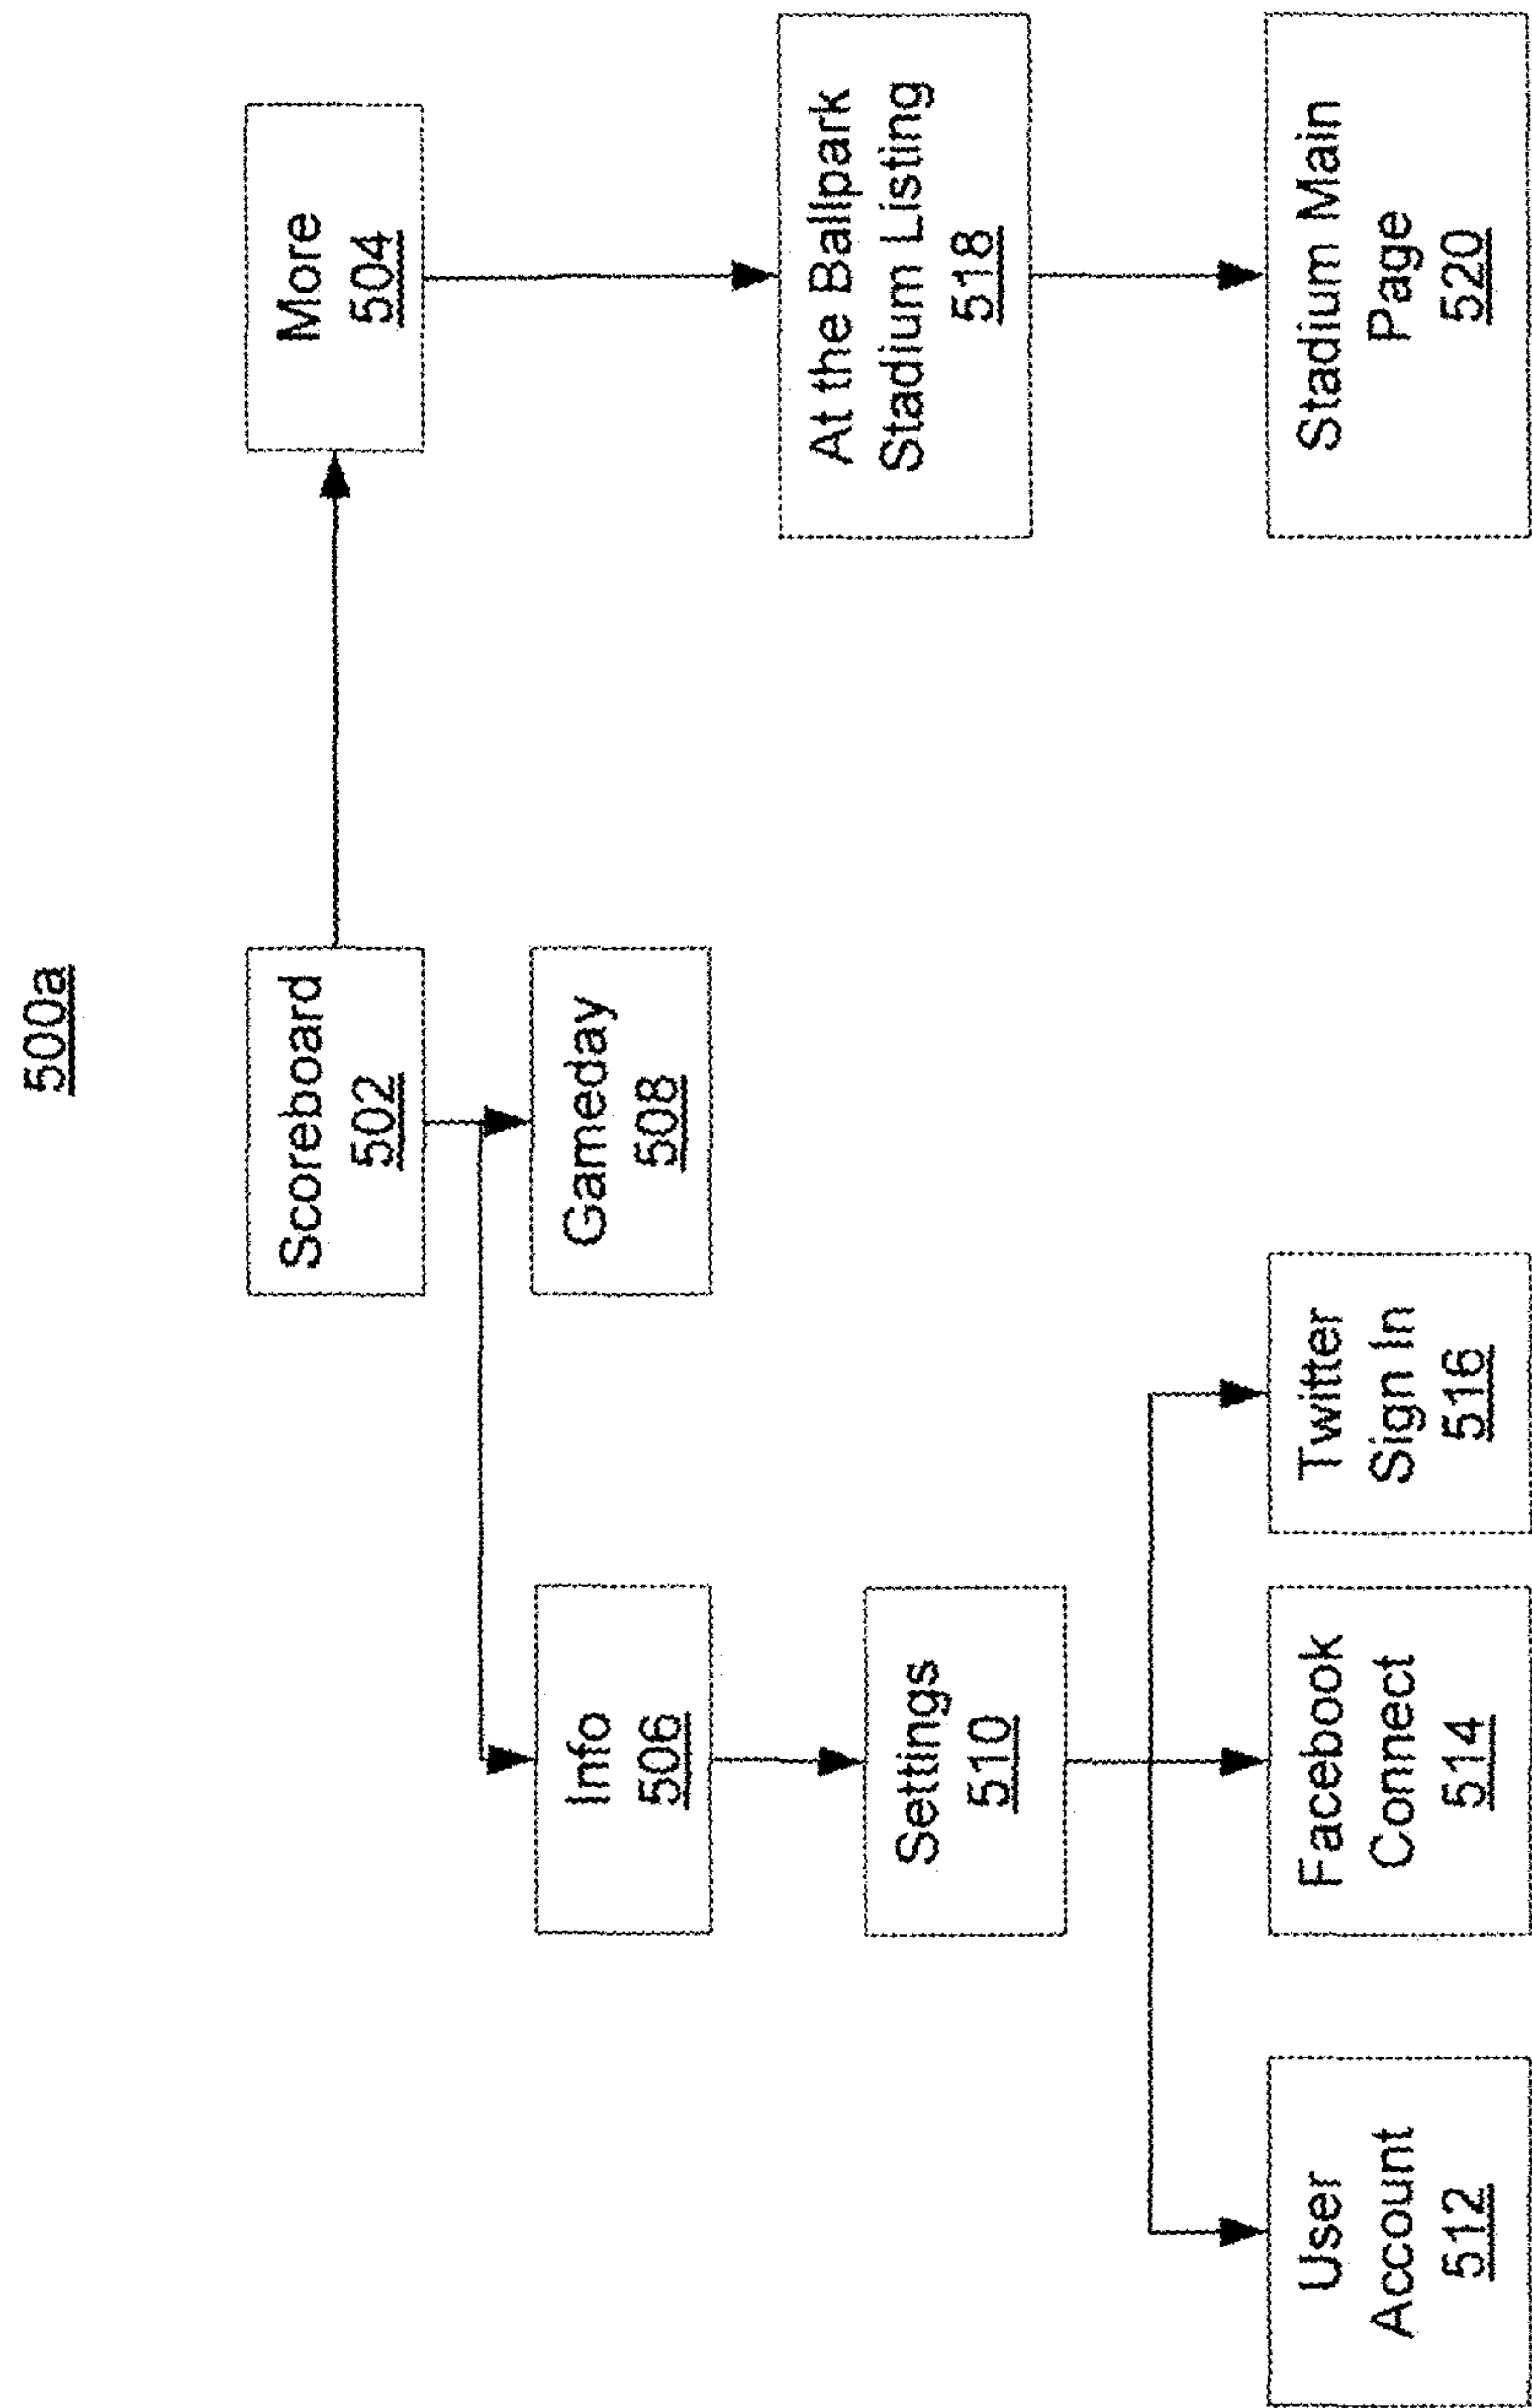 500a
Scoreboard
502
More
504
Info
506
Gameday
508
Settings
510
At the Ballpark
Stadium Listing
518
User
Account
512
Facebook
Connect
514
Twitter
Sign In
516
Stadium Main
Page
520